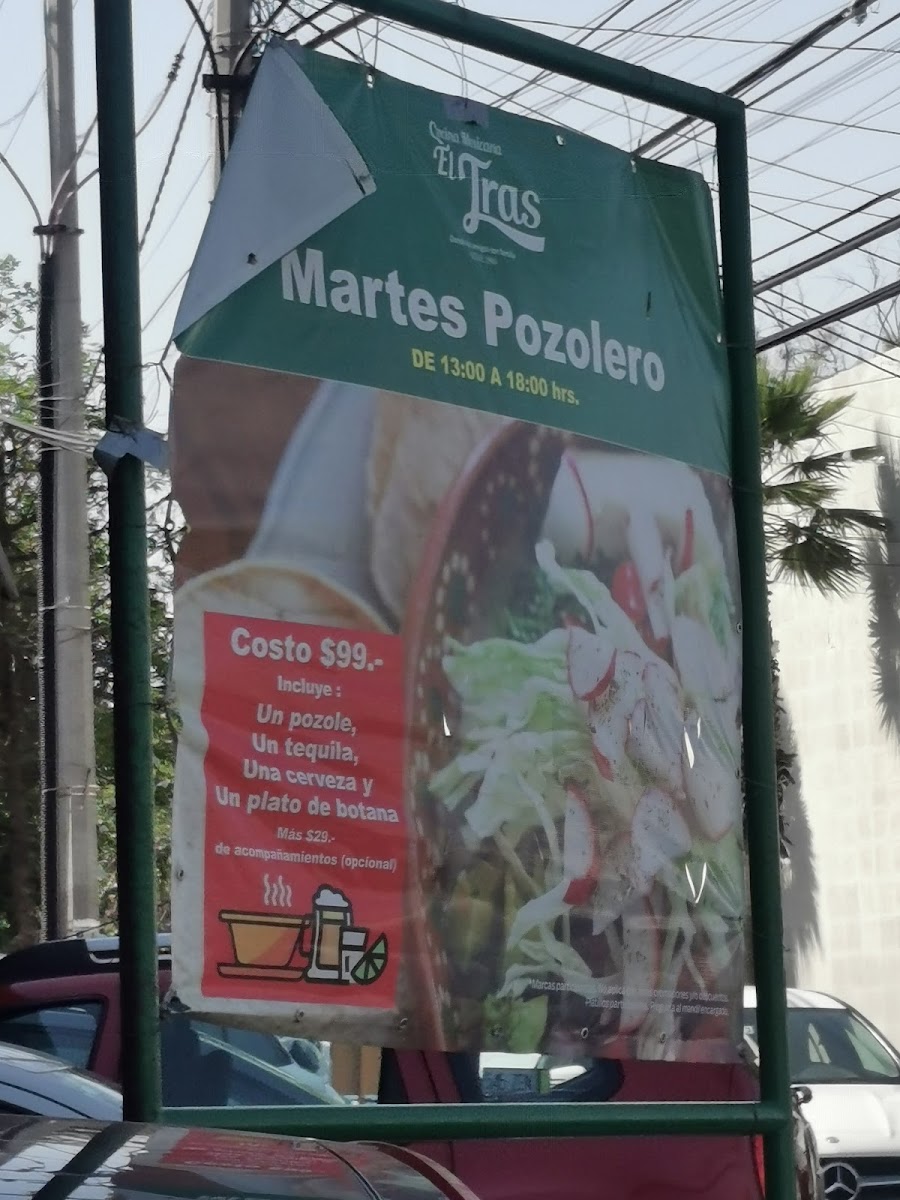 Cocina Mexicana
El Tras
Martes Pozolero
DE 13:00 A 18:00 hrs.
Costo $99.-
Incluye :
Un pozole,
Un tequila,
Una cerveza y
Un plato de botana
Más $29.-
de acompañamientos (opcional)